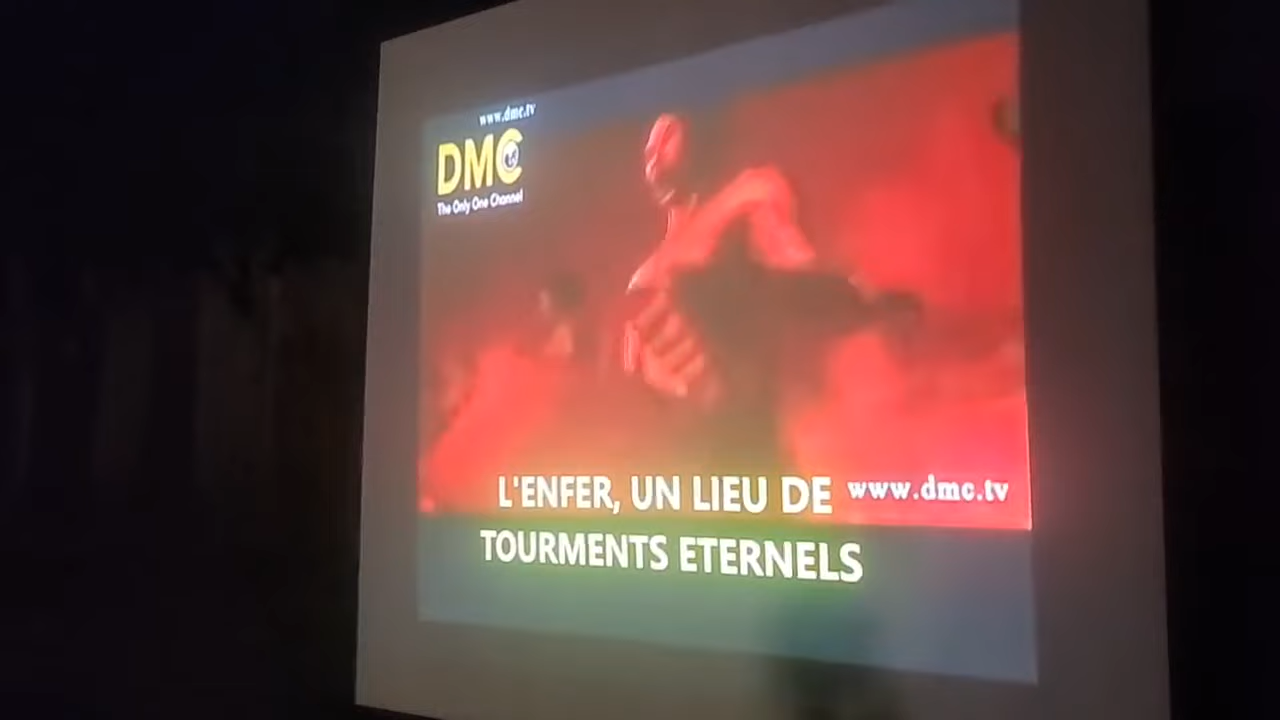 www.dmc.tv
DMC
The Only One Channel
L'ENFER, UN LIEU DE
www.dmc.tv
TOURMENTS ETERNELS